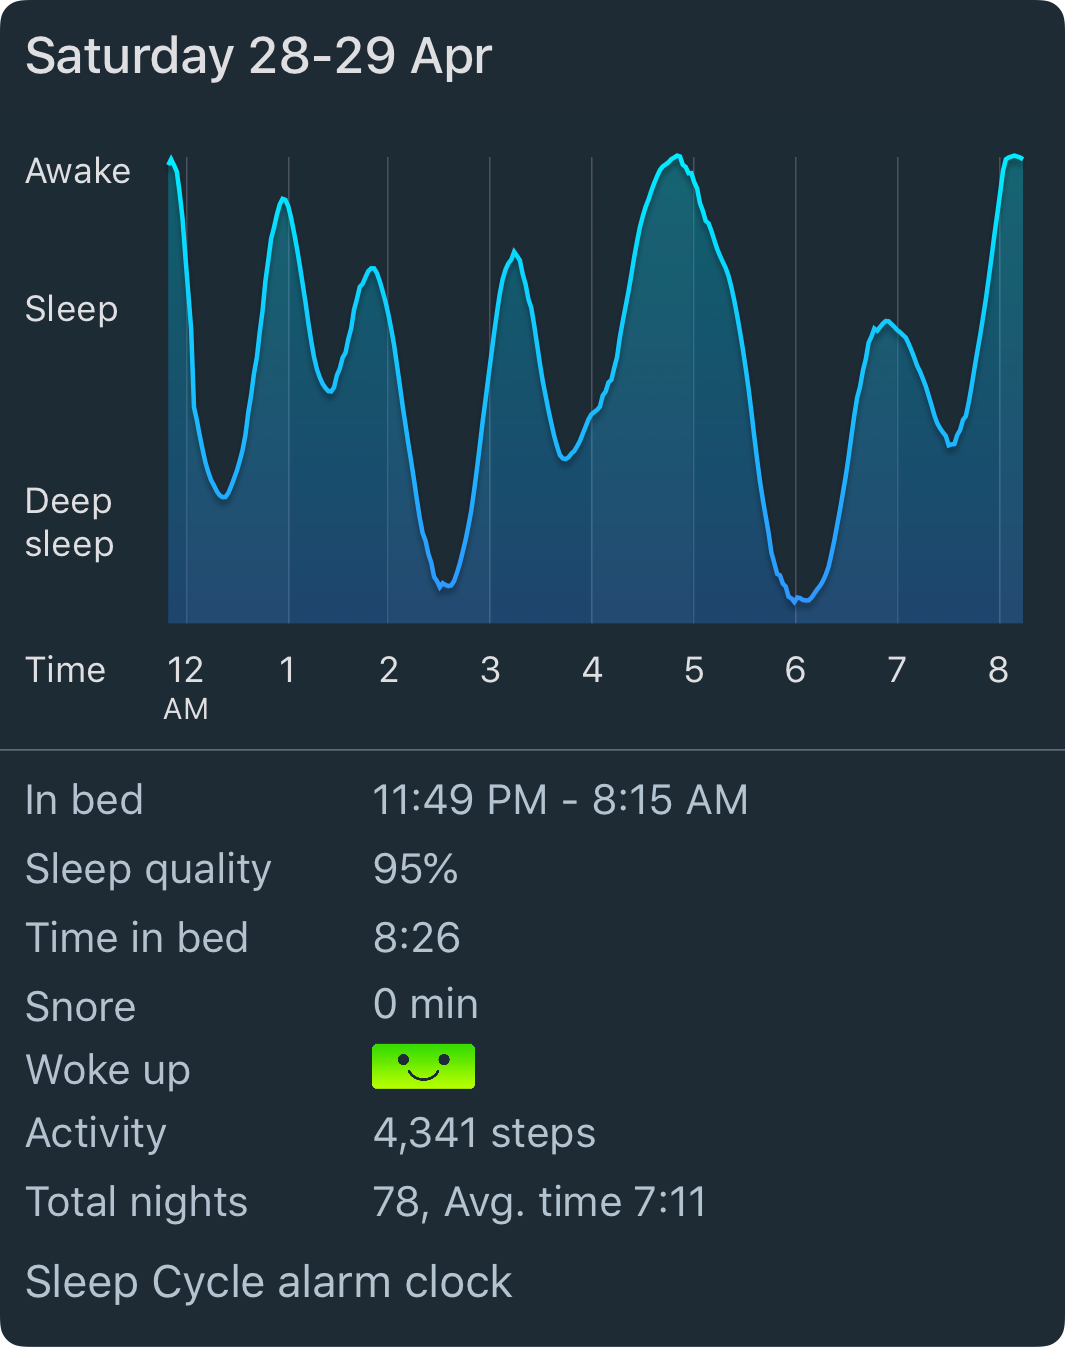 Saturday 28-29 Apr
Awake
Sleep
Deep
sleep
Time 12 1 2 3 4 5 6 7 8
AM
In bed 11:49 PM - 8:15 AM
Sleep quality 95%
Time in bed 8:26
Snore 0 min
Woke up
Activity 4,341 steps
Total nights 78, Avg. time 7:11
Sleep Cycle alarm clock